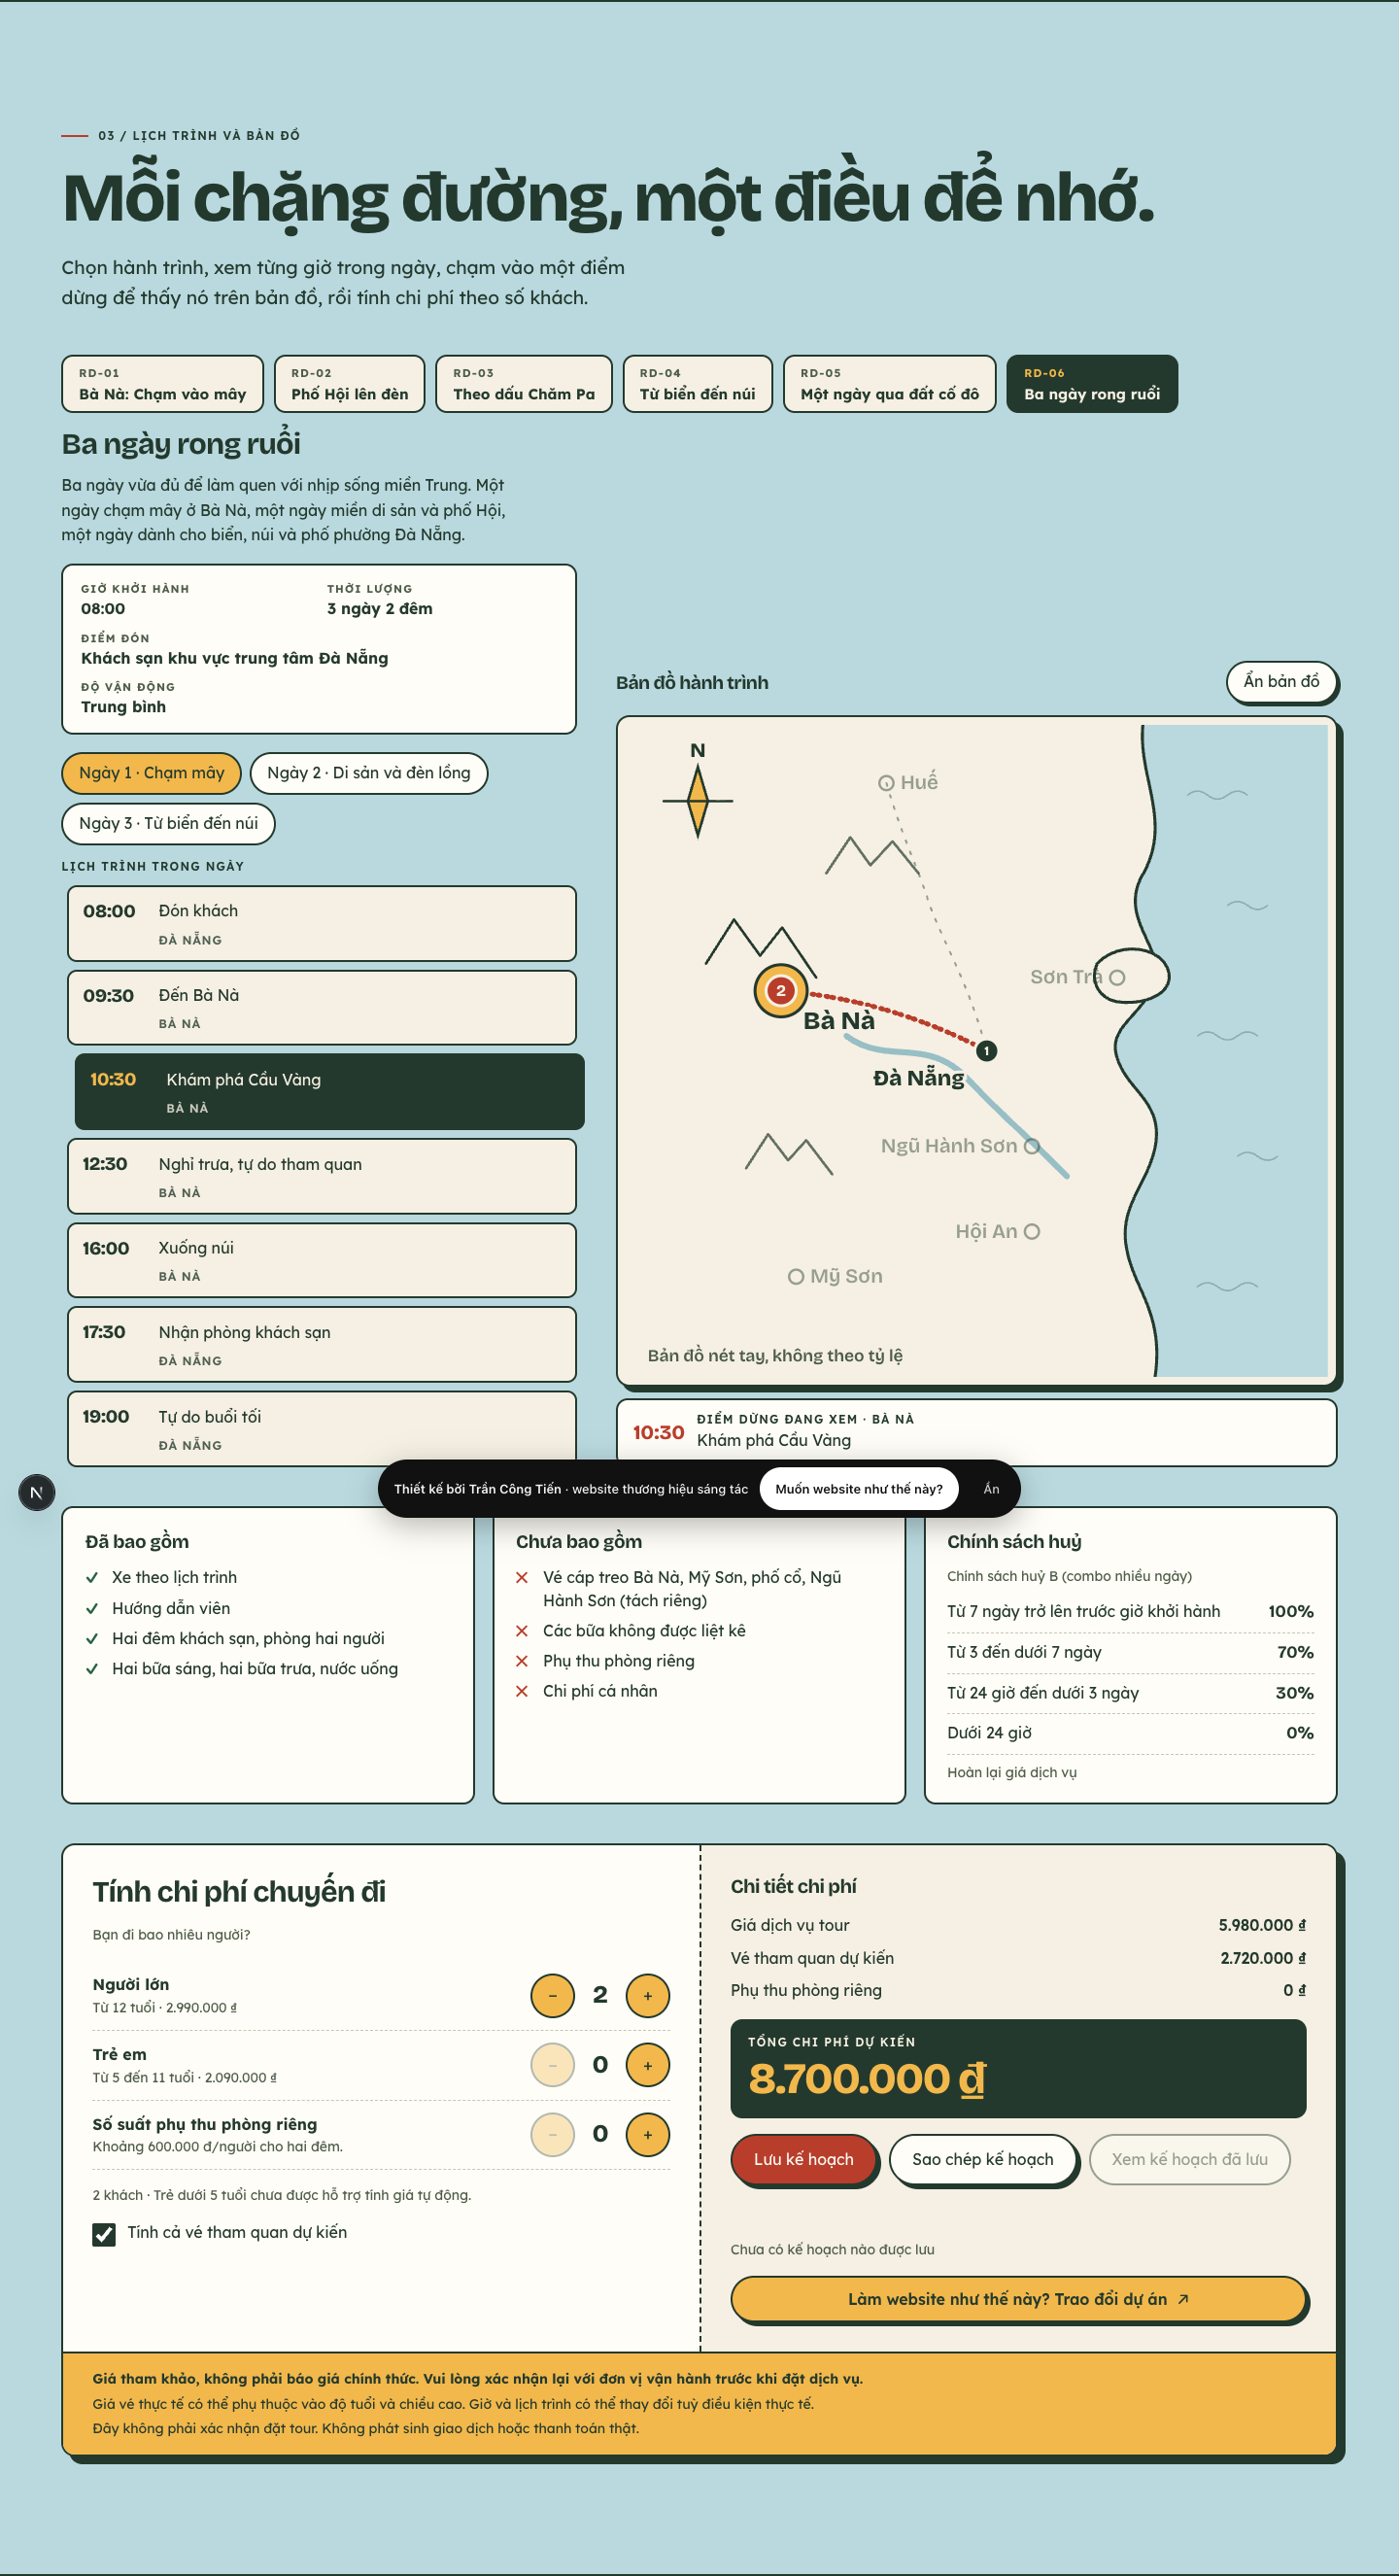 03 / LỊCH TRÌNH VÀ BẢN ĐỒ
Mỗi chặng đường, một điều để nhớ.
Chọn hành trình, xem từng giờ trong ngày, chạm vào một điểm
dừng để thấy nó trên bản đồ, rồi tính chi phí theo số khách.
RD-01
Bà Nà: Chạm vào mây
RD-02
Phố Hội lên đèn
RD-03
Theo dấu Chăm Pa
RD-04
Từ biển đến núi
RD-05
Một ngày qua đất cố đô
RD-06
Ba ngày rong ruổi
Ba ngày rong ruổi
Ba ngày vừa đủ để làm quen với nhịp sống miền Trung. Một
ngày chạm mây ở Bà Nà, một ngày miền di sản và phố Hội,
một ngày dành cho biển, núi và phố phường Đà Nẵng.
GIỜ KHỞI HÀNH
08:00
THỜI LƯỢNG
3 ngày 2 đêm
ĐIỂM ĐÓN
Khách sạn khu vực trung tâm Đà Nẵng
ĐỘ VẬN ĐỘNG
Trung bình
Ngày 1 · Chạm mây
Ngày 2 · Di sản và đèn lồng
Ngày 3 · Từ biển đến núi
LỊCH TRÌNH TRONG NGÀY
08:00 Đón khách
ĐÀ NẴNG
09:30 Đến Bà Nà
BÀ NÀ
10:30 Khám phá Cầu Vàng
BÀ NÀ
12:30 Nghỉ trưa, tự do tham quan
BÀ NÀ
16:00 Xuống núi
BÀ NÀ
17:30 Nhận phòng khách sạn
ĐÀ NẴNG
19:00 Tự do buổi tối
ĐÀ NẴNG
Bản đồ hành trình
Ẩn bản đồ
N
Huế
Sơn Trà
2
Bà Nà
1
Đà Nẵng
Ngũ Hành Sơn
Hội An
Mỹ Sơn
Bản đồ nét tay, không theo tỷ lệ
10:30
ĐIỂM DỪNG ĐANG XEM · BÀ NÀ
Khám phá Cầu Vàng
N
Thiết kế bởi Trần Công Tiến · website thương hiệu sáng tác
Muốn website như thế này?
Ẩn
Đã bao gồm
Xe theo lịch trình
Hướng dẫn viên
Hai đêm khách sạn, phòng hai người
Hai bữa sáng, hai bữa trưa, nước uống
Chưa bao gồm
Vé cáp treo Bà Nà, Mỹ Sơn, phố cổ, Ngũ
Hành Sơn (tách riêng)
Các bữa không được liệt kê
Phụ thu phòng riêng
Chi phí cá nhân
Chính sách huỷ
Chính sách huỷ B (combo nhiều ngày)
Từ 7 ngày trở lên trước giờ khởi hành 100%
Từ 3 đến dưới 7 ngày 70%
Từ 24 giờ đến dưới 3 ngày 30%
Dưới 24 giờ 0%
Hoàn lại giá dịch vụ
Tính chi phí chuyến đi
Bạn đi bao nhiêu người?
Người lớn
Từ 12 tuổi · 2.990.000 ₫
− 2 +
Trẻ em
Từ 5 đến 11 tuổi · 2.090.000 ₫
− 0 +
Số suất phụ thu phòng riêng
Khoảng 600.000 đ/người cho hai đêm.
− 0 +
2 khách · Trẻ dưới 5 tuổi chưa được hỗ trợ tính giá tự động.
Tính cả vé tham quan dự kiến
Chi tiết chi phí
Giá dịch vụ tour 5.980.000 ₫
Vé tham quan dự kiến 2.720.000 ₫
Phụ thu phòng riêng 0 ₫
TỔNG CHI PHÍ DỰ KIẾN
8.700.000 ₫
Lưu kế hoạch
Sao chép kế hoạch
Xem kế hoạch đã lưu
Chưa có kế hoạch nào được lưu
Làm website như thế này? Trao đổi dự án ↗
Giá tham khảo, không phải báo giá chính thức. Vui lòng xác nhận lại với đơn vị vận hành trước khi đặt dịch vụ.
Giá vé thực tế có thể phụ thuộc vào độ tuổi và chiều cao. Giờ và lịch trình có thể thay đổi tuỳ điều kiện thực tế.
Đây không phải xác nhận đặt tour. Không phát sinh giao dịch hoặc thanh toán thật.